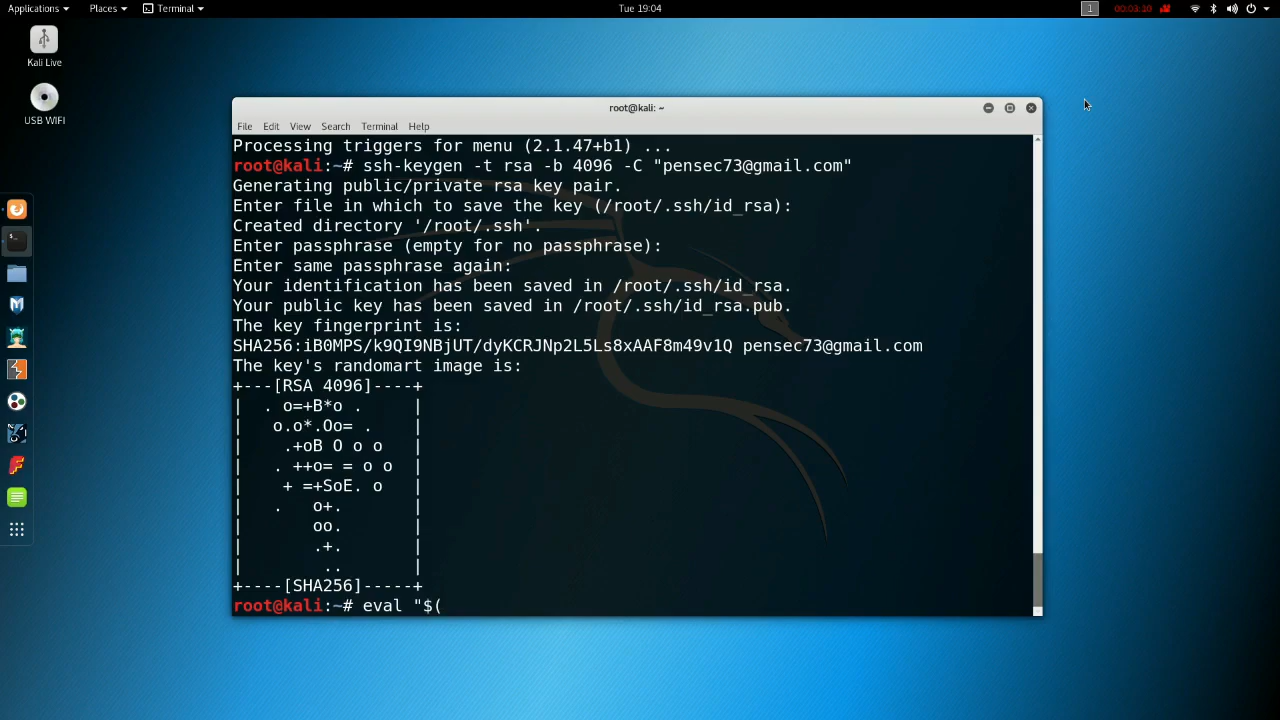 Applications Places Terminal Tue 19:04 1 00:03:10
Kali Live
USB WIFI
root@kali: ~
File Edit View Search Terminal Help
Processing triggers for menu (2.1.47+b1) ...
root@kali:~# ssh-keygen -t rsa -b 4096 -C "pensec73@gmail.com"
Generating public/private rsa key pair.
Enter file in which to save the key (/root/.ssh/id_rsa):
Created directory '/root/.ssh'.
Enter passphrase (empty for no passphrase):
Enter same passphrase again:
Your identification has been saved in /root/.ssh/id_rsa.
Your public key has been saved in /root/.ssh/id_rsa.pub.
The key fingerprint is:
SHA256:iB0MPS/k9QI9NBjUT/dyKCRJNp2L5Ls8xAAF8m49v1Q pensec73@gmail.com
The key's randomart image is:
+---[RSA 4096]----+
|  . o=+B*o .     |
|   o.o*.Oo= .    |
|    .+oB O o o   |
|   . ++o= = o o  |
|    + =+SoE. o   |
|   .   o+.       |
|       oo.       |
|       .+.       |
|        ..       |
+----[SHA256]-----+
root@kali:~# eval "$(